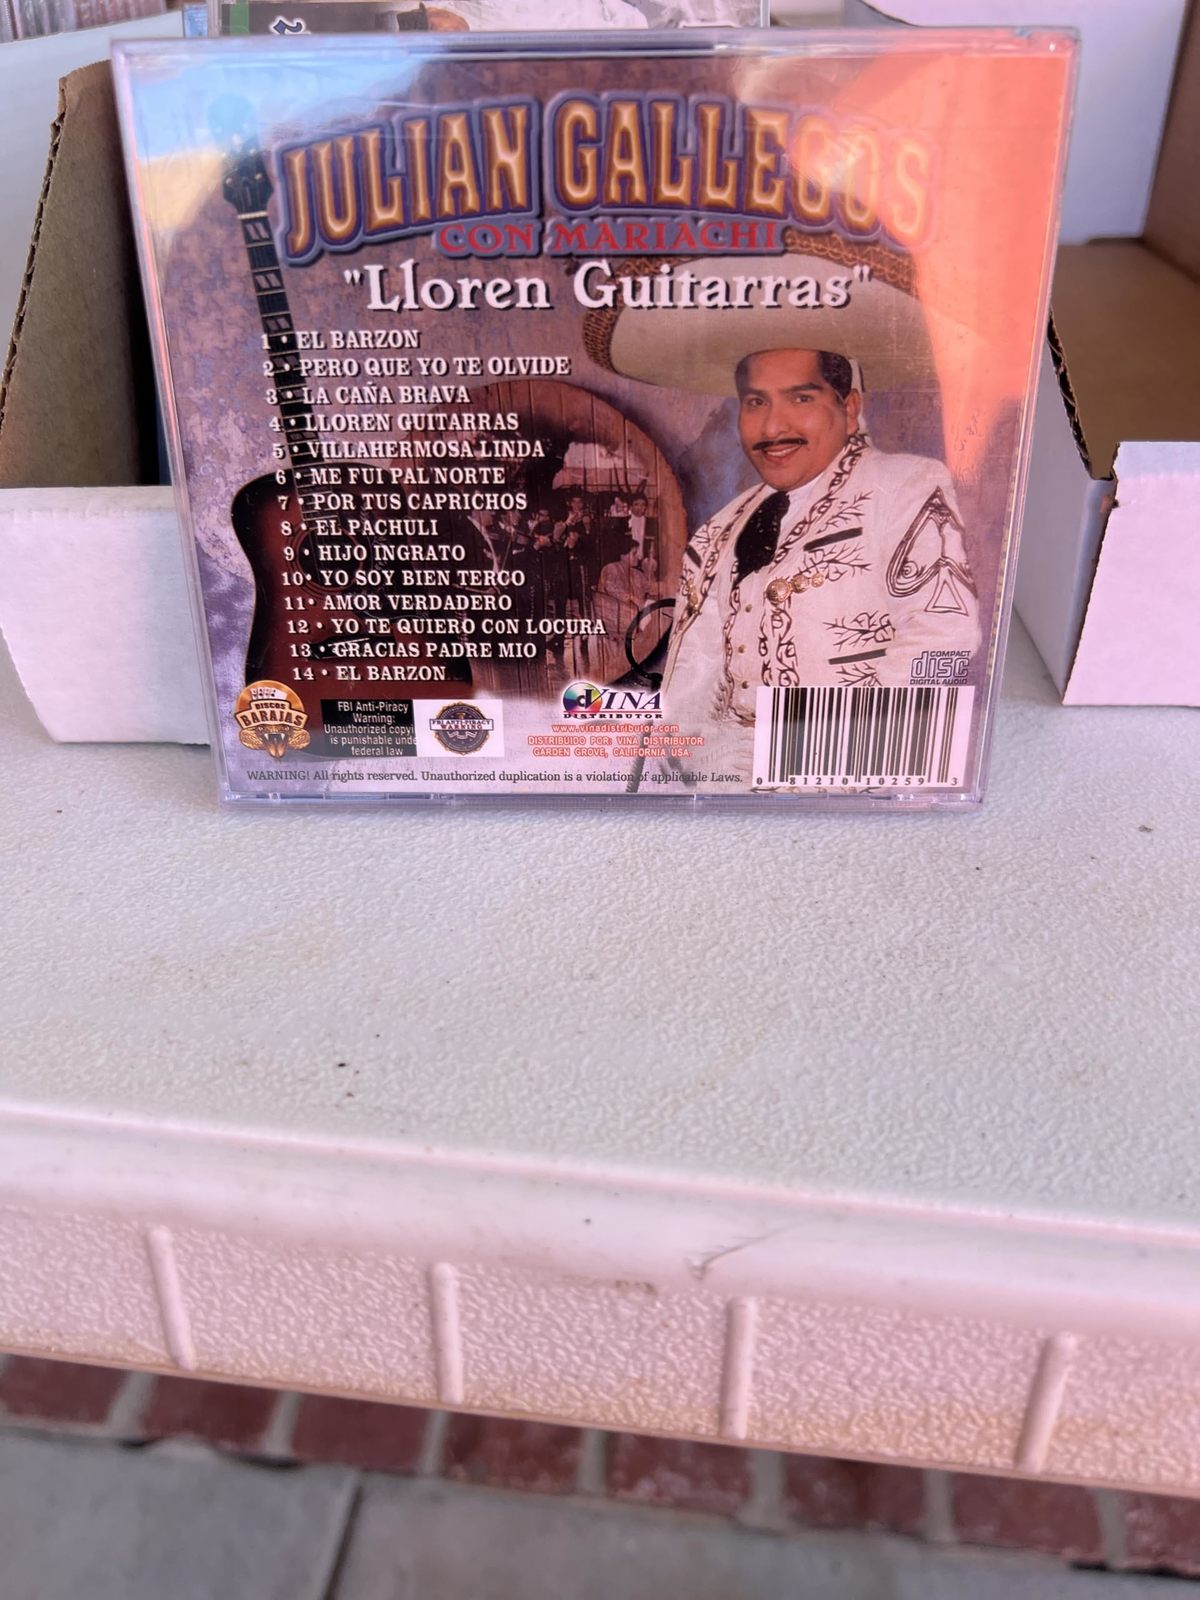 JULIAN GALLEGOS
CON MARIACHI
"Lloren Guitarras"
1 • EL BARZON
2 • PERO QUE YO TE OLVIDE
3 • LA CAÑA BRAVA
4 • LLOREN GUITARRAS
5 • VILLAHERMOSA LINDA
6 • ME FUI PAL NORTE
7 • POR TUS CAPRICHOS
8 • EL PACHULI
9 • HIJO INGRATO
10• YO SOY BIEN TERCO
11• AMOR VERDADERO
12 • YO TE QUIERO CON LOCURA
13 • GRACIAS PADRE MIO
14 • EL BARZON
DISCOS
BARAJAS
FBI Anti-Piracy
Warning:
Unauthorized copyi
is punishable unde
federal law
FBI ANTI-PIRACY
WARNING
VINA
DISTRIBUTOR
www.vinadistributor.com
DISTRIBUIDO POR: VINA DISTRIBUTOR
GARDEN GROVE, CALIFORNIA USA.
COMPACT
disc
DIGITAL AUDIO
0 81210 10259 3
WARNING! All rights reserved. Unauthorized duplication is a violation of applicable Laws.